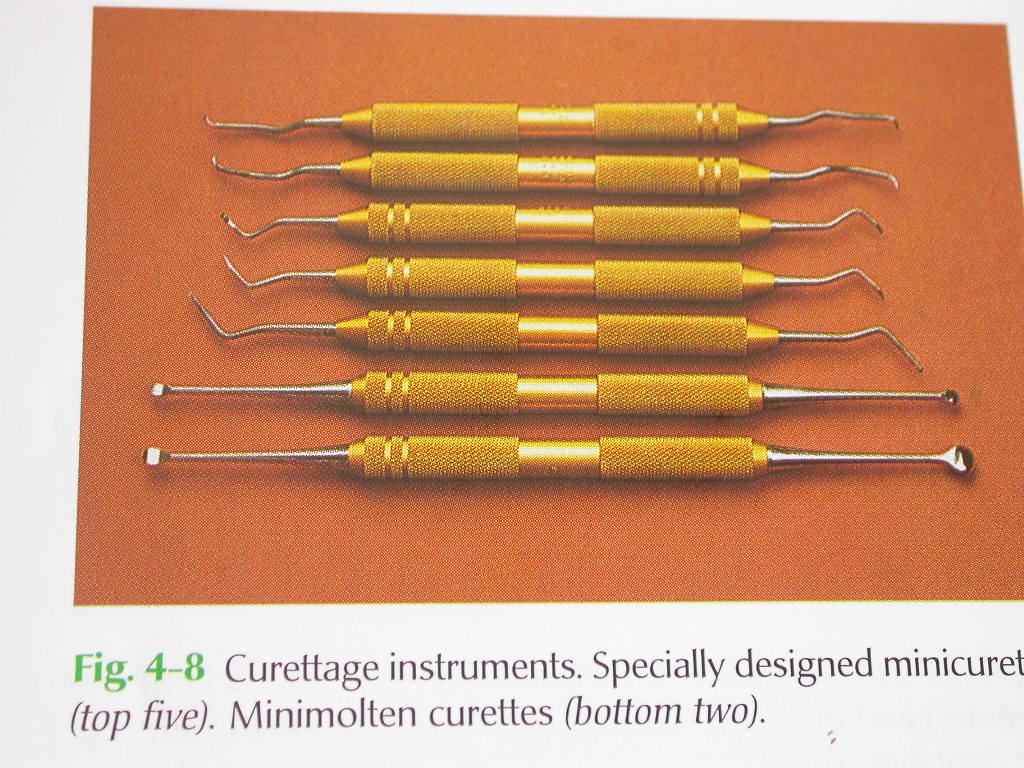 Fig. 4–8 Curettage instruments. Specially designed minicuret
(top five). Minimolten curettes (bottom two).